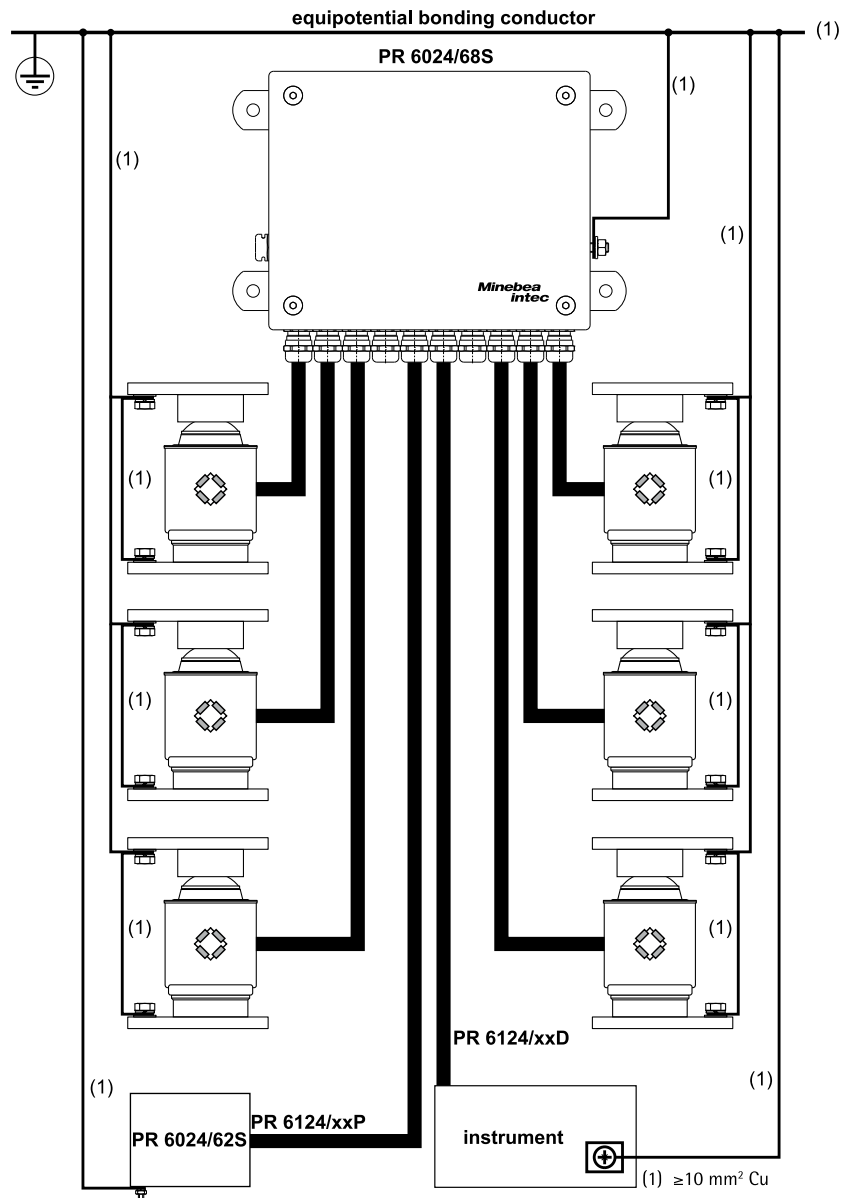 equipotential bonding conductor
(1)
PR 6024/68S
(1)
(1)
(1)
Minebea
intec
(1)
(1)
(1)
(1)
(1)
(1)
PR 6124/xxD
(1)
(1)
PR 6124/xxP
PR 6024/62S
instrument
(1) ≥10 mm² Cu